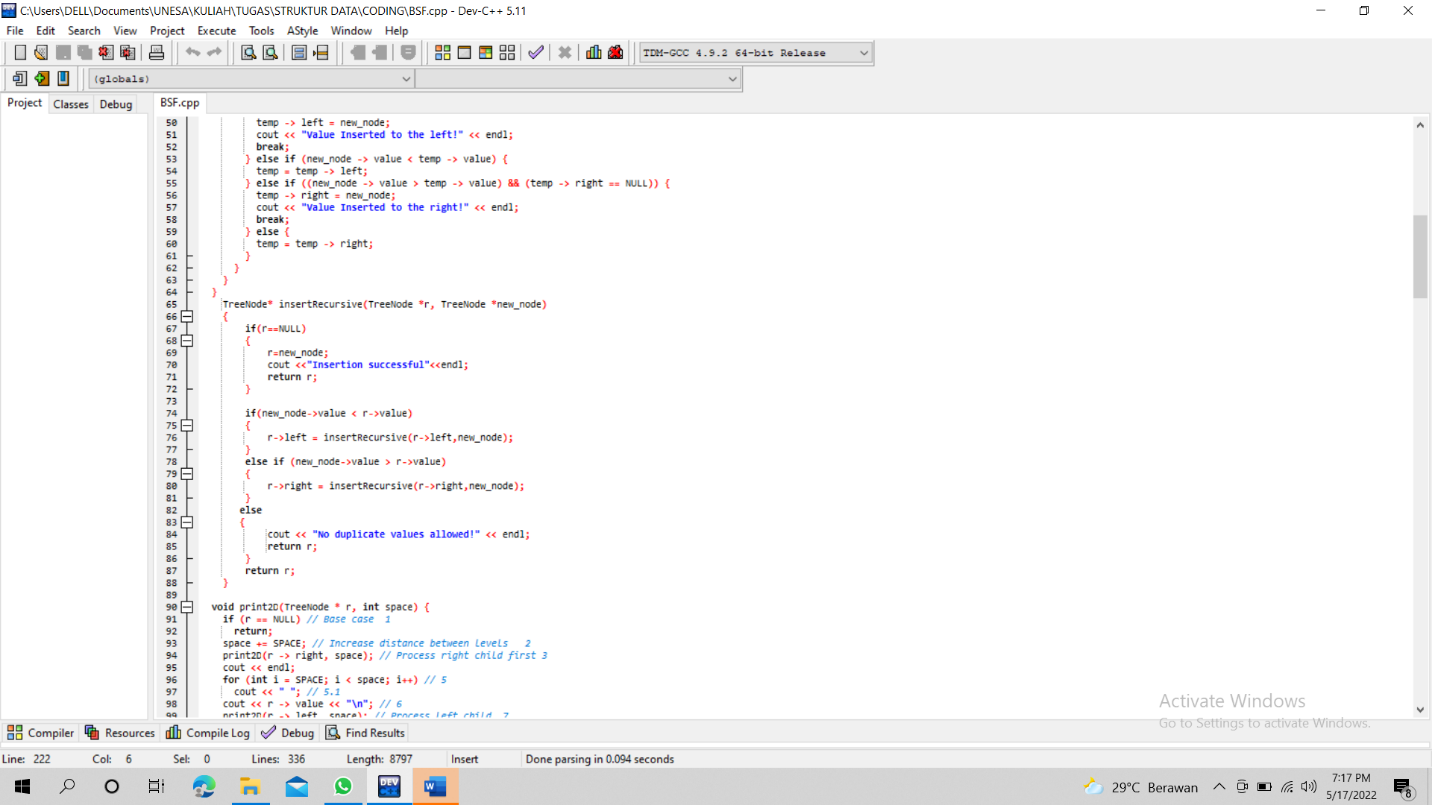 C:\Users\DELL\Documents\UNESA\KULIAH\TUGAS\STRUKTUR DATA\CODING\BSF.cpp - Dev-C++ 5.11
File Edit Search View Project Execute Tools AStyle Window Help
TDM-GCC 4.9.2 64-bit Release
(globals)
Project Classes Debug BSF.cpp
50 temp -> left = new_node;
51 cout << "Value Inserted to the left!" << endl;
52 break;
53 } else if (new_node -> value < temp -> value) {
54 temp = temp -> left;
55 } else if ((new_node -> value > temp -> value) && (temp -> right == NULL)) {
56 temp -> right = new_node;
57 cout << "Value Inserted to the right!" << endl;
58 break;
59 } else {
60 temp = temp -> right;
61 }
62 }
63 }
64 }
65 TreeNode* insertRecursive(TreeNode *r, TreeNode *new_node)
66 {
67 if(r==NULL)
68 {
69 r=new_node;
70 cout <<"Insertion successful"<<endl;
71 return r;
72 }
73
74 if(new_node->value < r->value)
75 {
76 r->left = insertRecursive(r->left,new_node);
77 }
78 else if (new_node->value > r->value)
79 {
80 r->right = insertRecursive(r->right,new_node);
81 }
82 else
83 {
84 cout << "No duplicate values allowed!" << endl;
85 return r;
86 }
87 return r;
88 }
89
90 void print2D(TreeNode * r, int space) {
91 if (r == NULL) // Base case 1
92 return;
93 space += SPACE; // Increase distance between levels 2
94 print2D(r -> right, space); // Process right child first 3
95 cout << endl;
96 for (int i = SPACE; i < space; i++) // 5
97 cout << " "; // 5.1
98 cout << r -> value << "\n"; // 6
99 print2D(r -> left, space); // Process left child 7
Activate Windows
Go to Settings to activate Windows.
Compiler Resources Compile Log Debug Find Results
Line: 222 Col: 6 Sel: 0 Lines: 336 Length: 8797 Insert Done parsing in 0.094 seconds
DEV
W
29°C Berawan
7:17 PM
5/17/2022
8